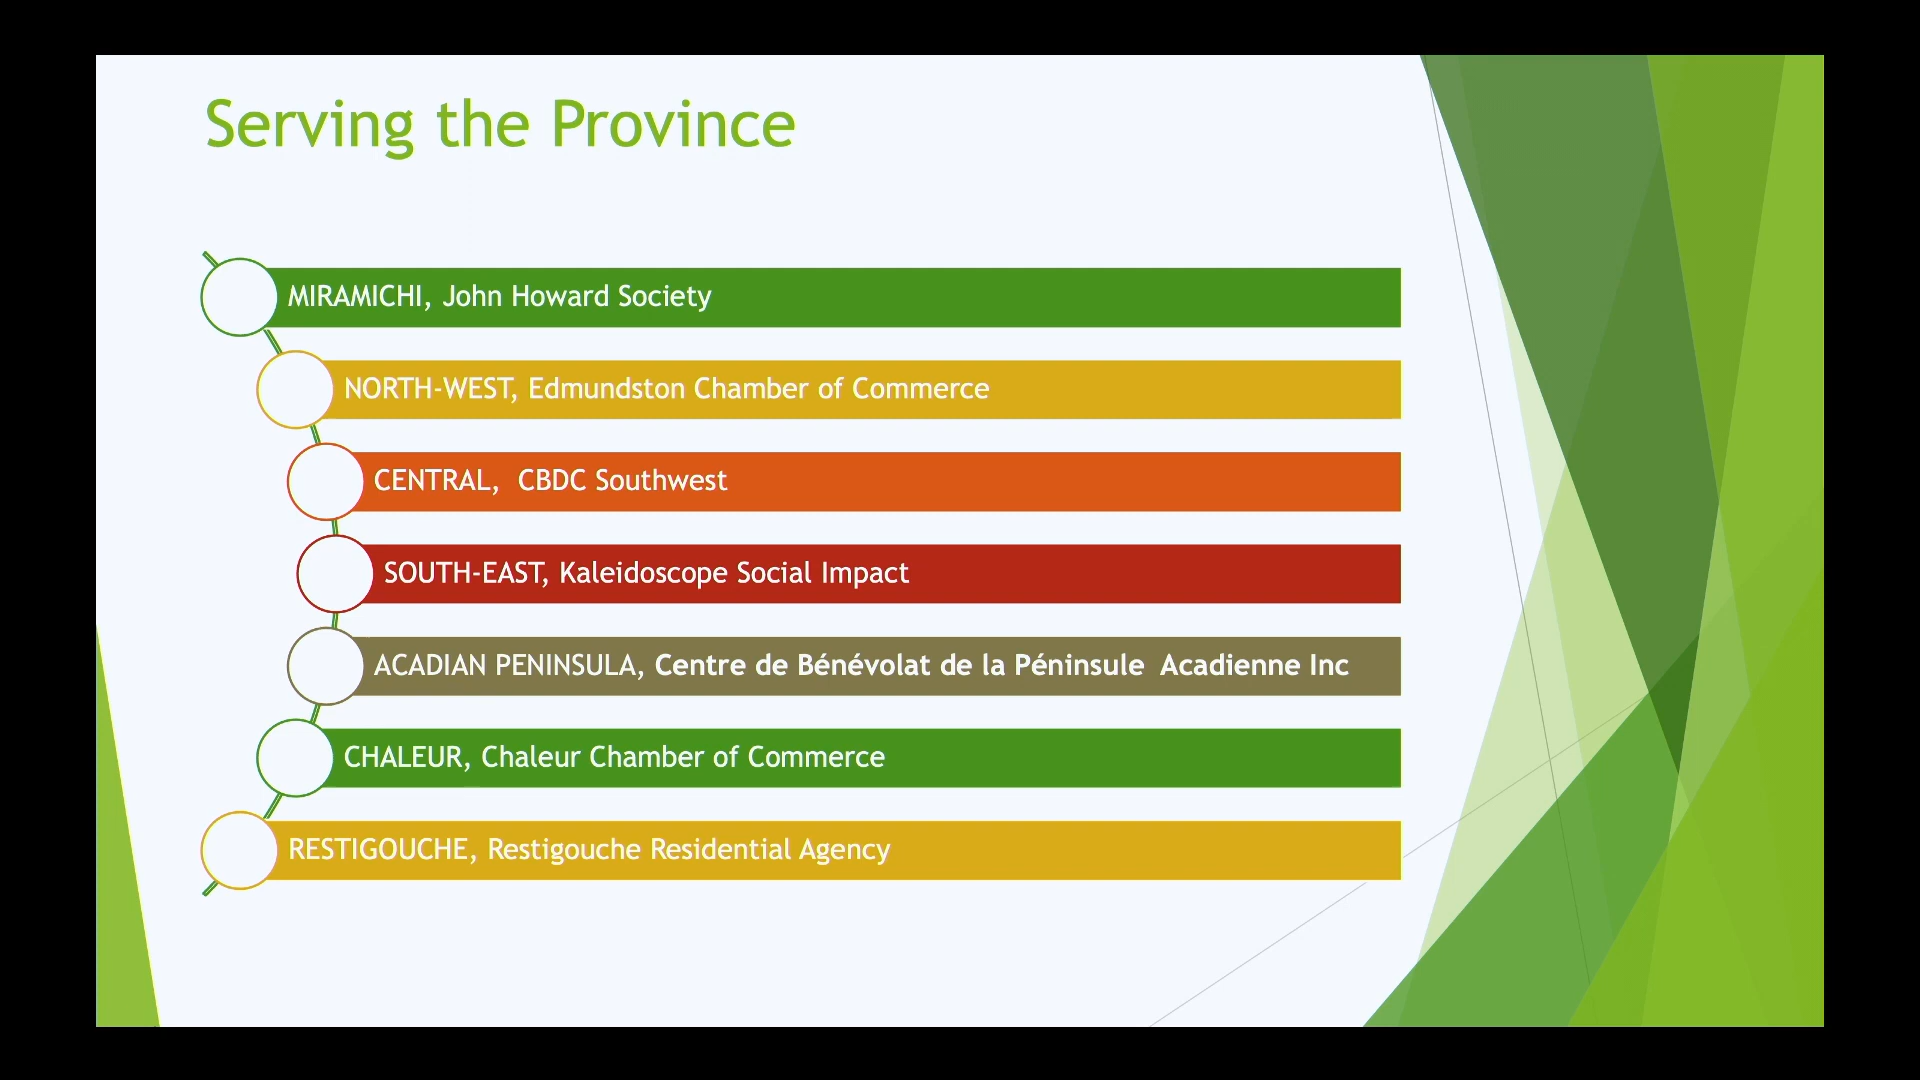 Serving the Province
MIRAMICHI, John Howard Society
NORTH-WEST, Edmundston Chamber of Commerce
CENTRAL,  CBDC Southwest
SOUTH-EAST, Kaleidoscope Social Impact
ACADIAN PENINSULA, Centre de Bénévolat de la Péninsule  Acadienne Inc
CHALEUR, Chaleur Chamber of Commerce
RESTIGOUCHE, Restigouche Residential Agency